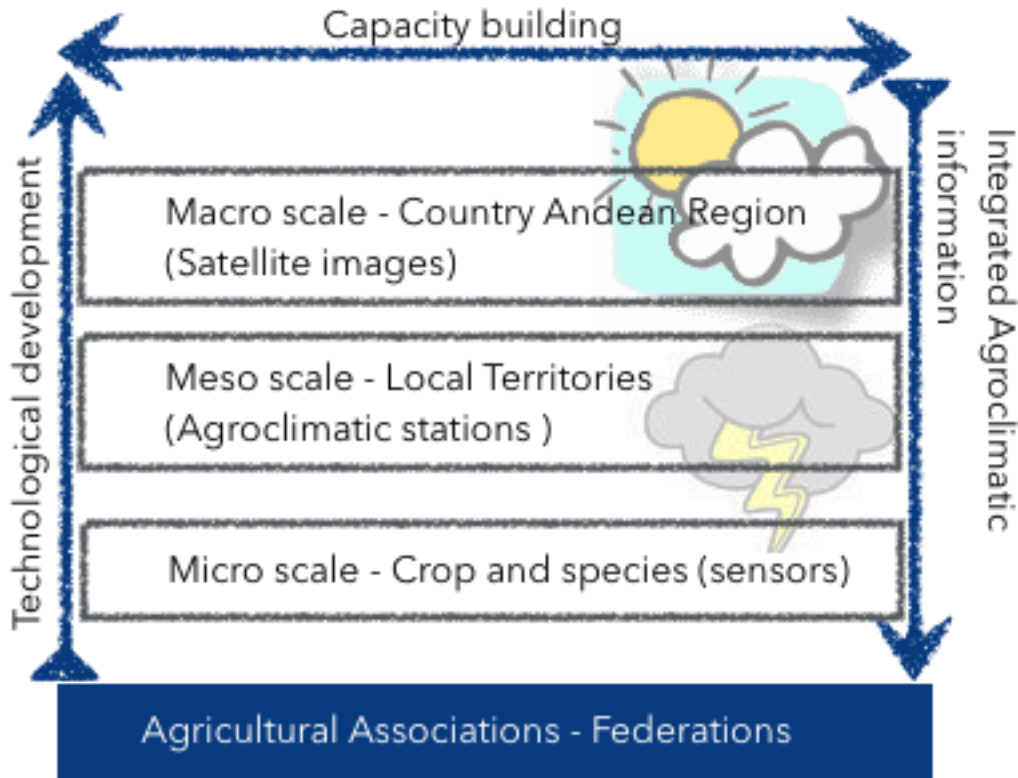 Capacity building
Technological development
Macro scale - Country Andean Region
(Satellite images)
Meso scale - Local Territories
(Agroclimatic stations )
Micro scale - Crop and species (sensors)
Integrated Agroclimatic
information
Agricultural Associations - Federations